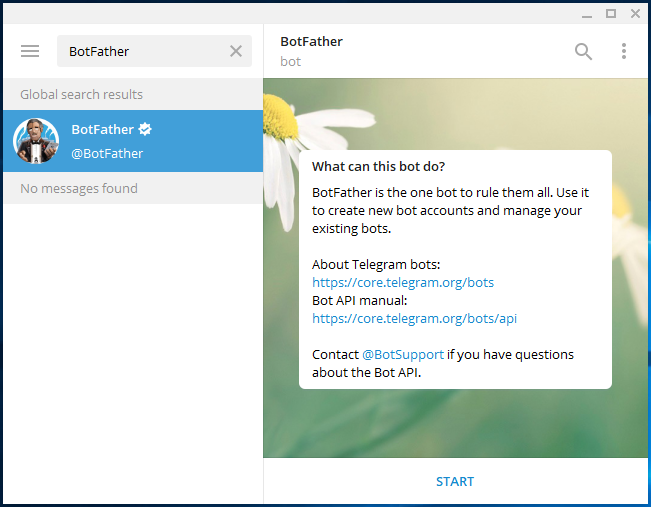 BotFather
Global search results
BotFather
@BotFather
No messages found
BotFather
bot
What can this bot do?
BotFather is the one bot to rule them all. Use it
to create new bot accounts and manage your
existing bots.
About Telegram bots:
https://core.telegram.org/bots
Bot API manual:
https://core.telegram.org/bots/api
Contact @BotSupport if you have questions
about the Bot API.
START